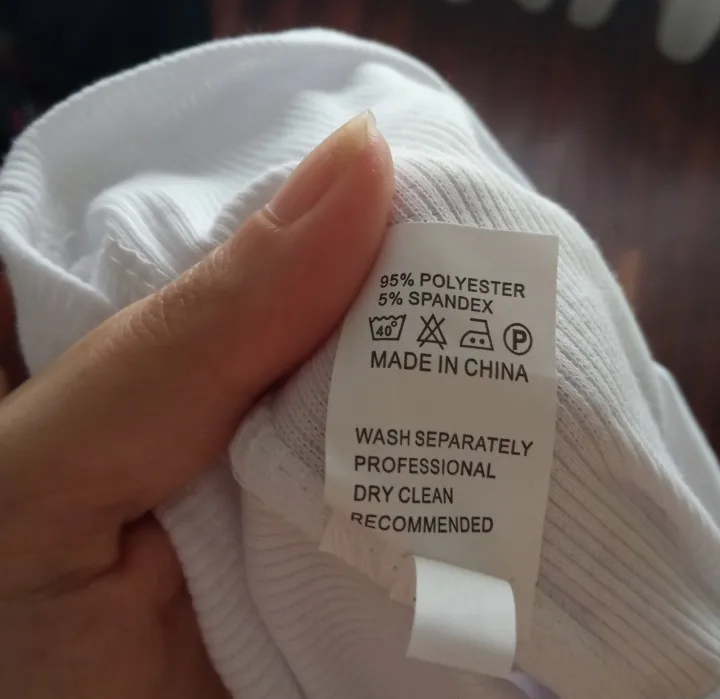 95% POLYESTER
5% SPANDEX
40° P
MADE IN CHINA
WASH SEPARATELY
PROFESSIONAL
DRY CLEAN
RECOMMENDED